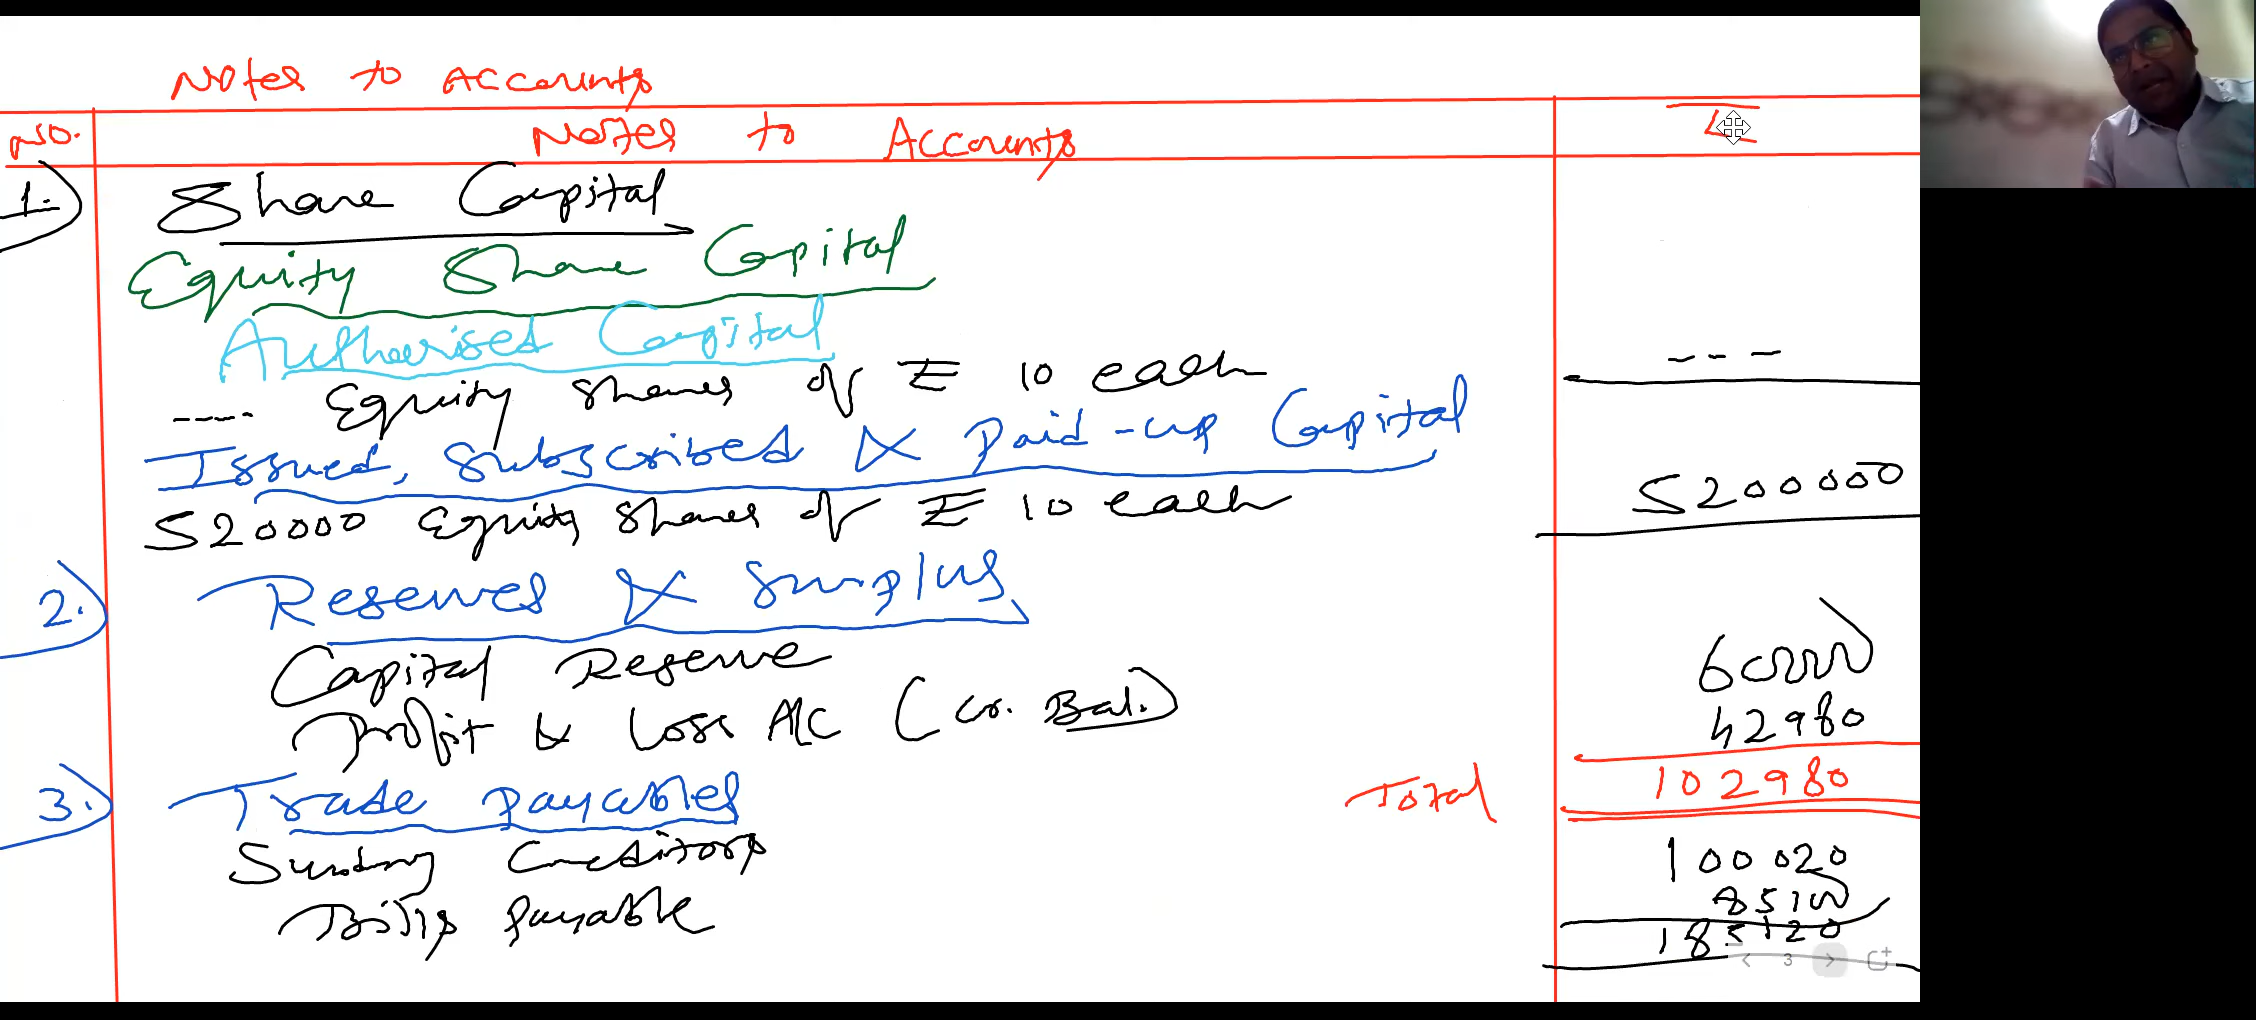 Notes to Accounts
No. Notes to Accounts ₹
1. Share Capital
Equity Share Capital
Authorised Capital
---- Equity Shares of ₹ 10 each ---
Issued, Subscribed & Paid-up Capital
520000 Equity Shares of ₹ 10 each 5200000
2. Reserves & Surplus
Capital Reserve 60000
Profit & Loss A/C (Cr. Bal.) 42980
Total 102980
3. Trade payables
Sundry Creditors 100020
Bills payable 85100
185120
3